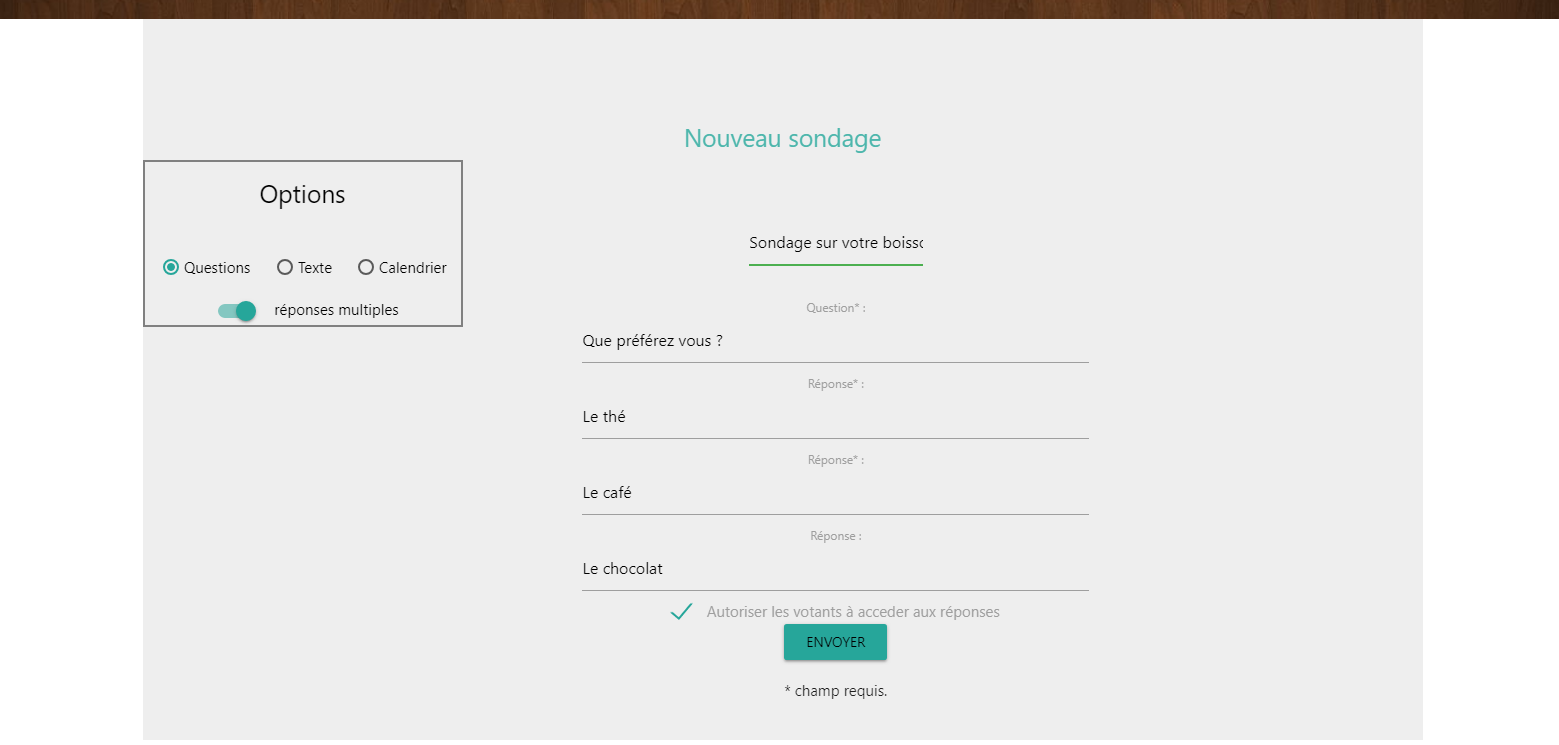 Nouveau sondage
Options
Questions Texte Calendrier
réponses multiples
Sondage sur votre
Question* :
Que préférez vous ?
Réponse* :
Le thé
Réponse* :
Le café
Réponse :
Le chocolat
Autoriser les votants à acceder aux réponses
ENVOYER
* champ requis.